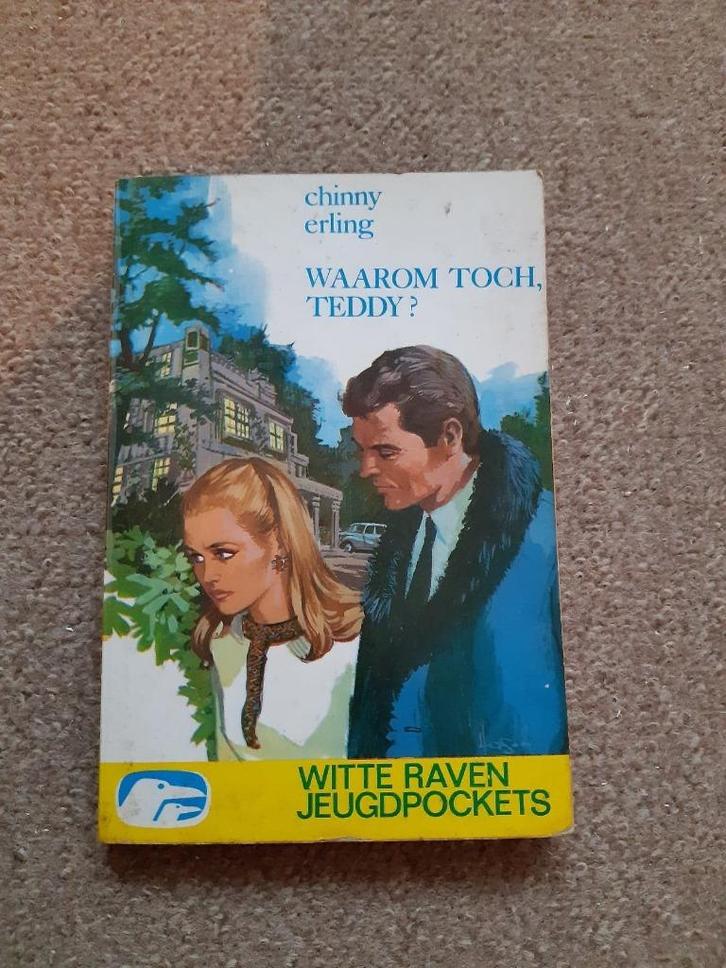 chinny
erling
WAAROM TOCH,
TEDDY?
WITTE RAVEN
JEUGDPOCKETS